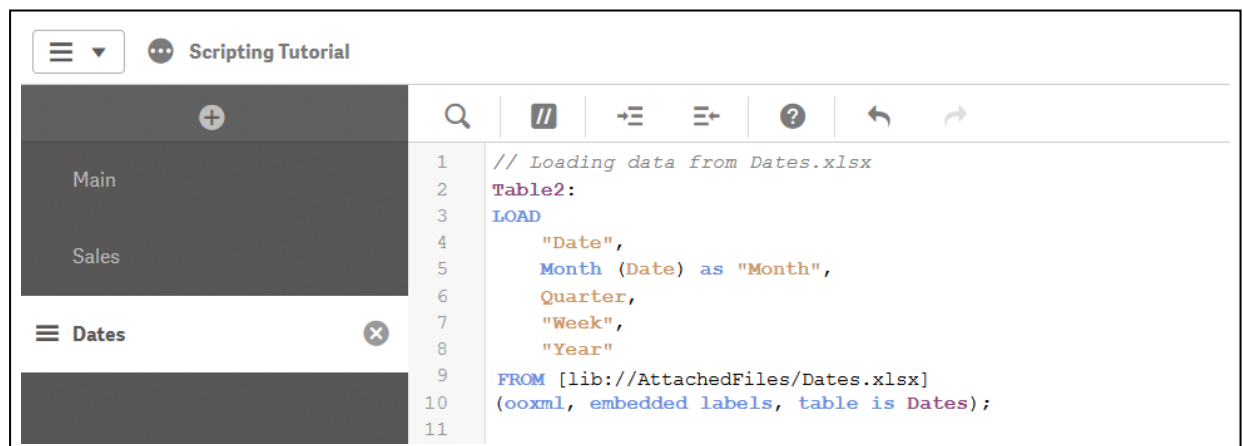 Scripting Tutorial
Main
Sales
Dates
1 // Loading data from Dates.xlsx
2 Table2:
3 LOAD
4 "Date",
5 Month (Date) as "Month",
6 Quarter,
7 "Week",
8 "Year"
9 FROM [lib://AttachedFiles/Dates.xlsx]
10 (ooxml, embedded labels, table is Dates);
11